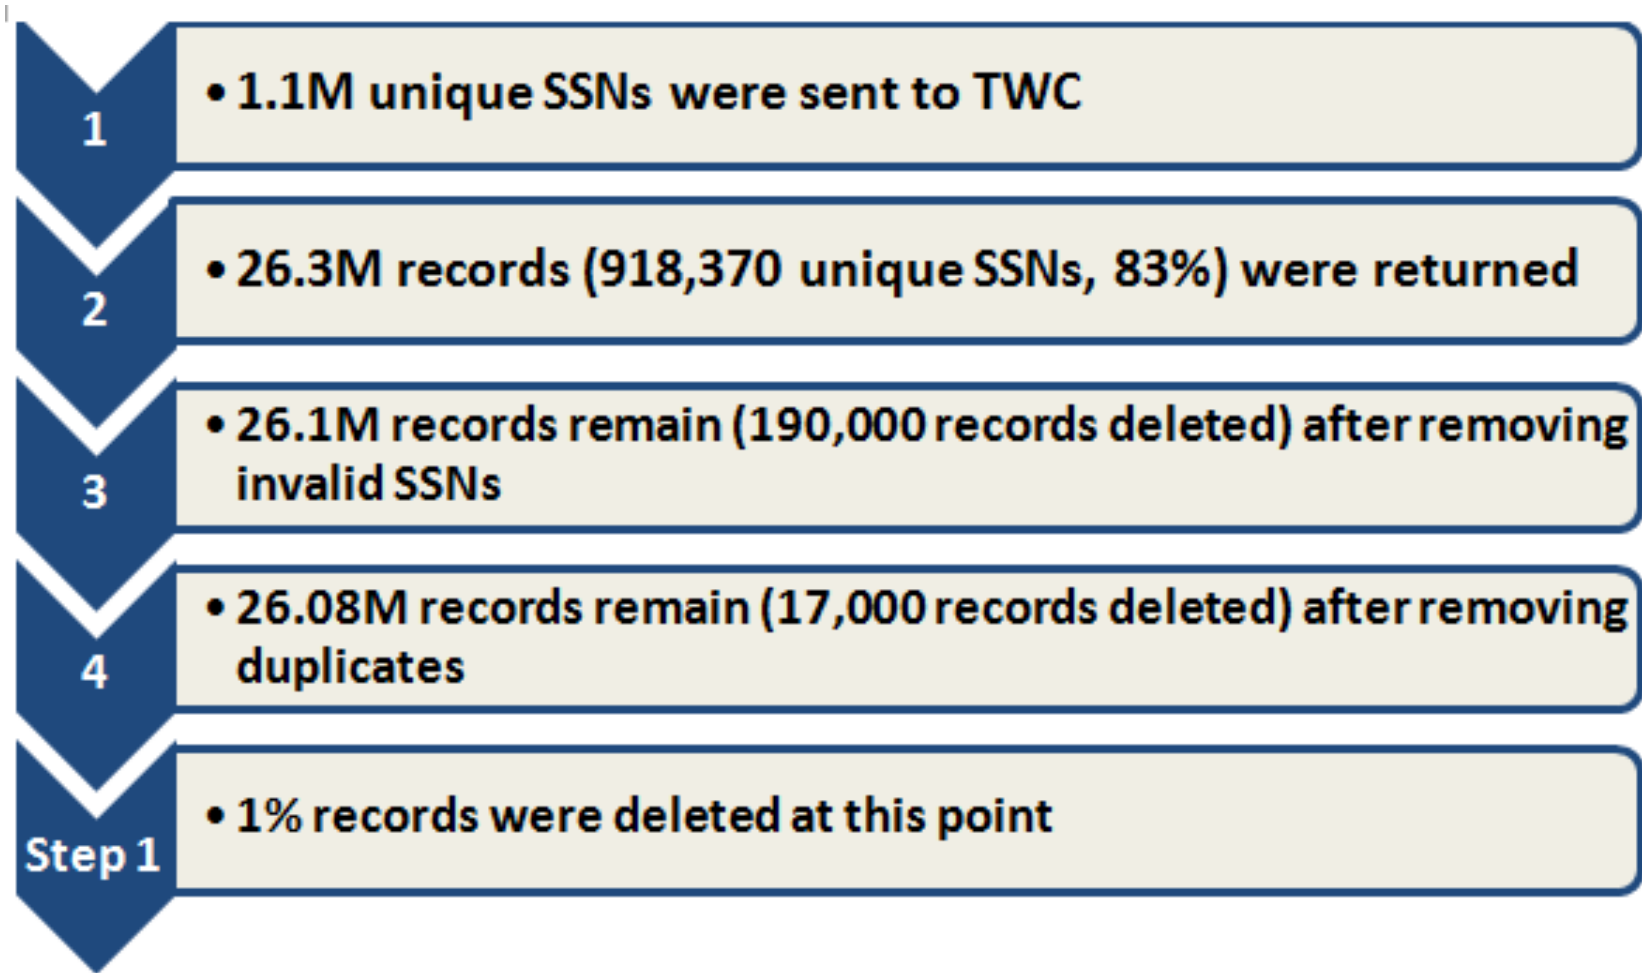 1
• 1.1M unique SSNs were sent to TWC
2
• 26.3M records (918,370 unique SSNs, 83%) were returned
3
• 26.1M records remain (190,000 records deleted) after removing
invalid SSNs
4
• 26.08M records remain (17,000 records deleted) after removing
duplicates
Step 1
• 1% records were deleted at this point